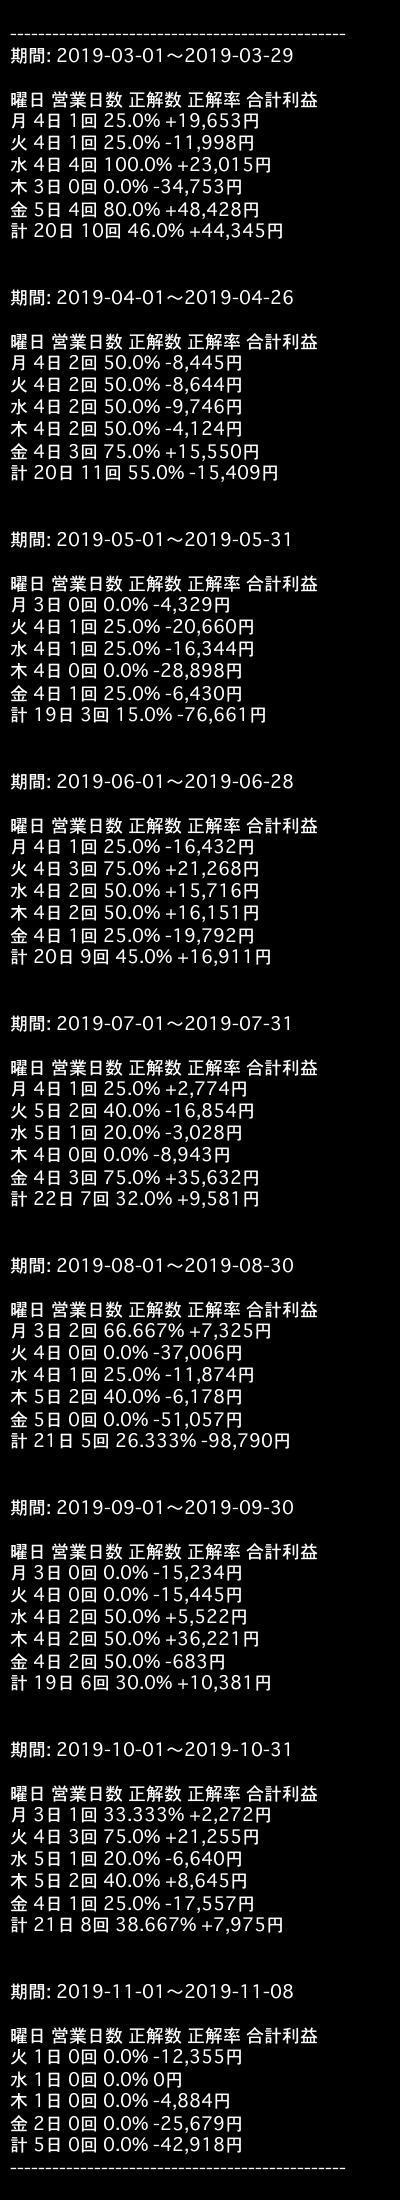 ------------------------------------------------
期間: 2019-03-01〜2019-03-29
曜日 営業日数 正解数 正解率 合計利益
月 4日 1回 25.0% +19,653円
火 4日 1回 25.0% -11,998円
水 4日 4回 100.0% +23,015円
木 3日 0回 0.0% -34,753円
金 5日 4回 80.0% +48,428円
計 20日 10回 46.0% +44,345円
期間: 2019-04-01〜2019-04-26
曜日 営業日数 正解数 正解率 合計利益
月 4日 2回 50.0% -8,445円
火 4日 2回 50.0% -8,644円
水 4日 2回 50.0% -9,746円
木 4日 2回 50.0% -4,124円
金 4日 3回 75.0% +15,550円
計 20日 11回 55.0% -15,409円
期間: 2019-05-01〜2019-05-31
曜日 営業日数 正解数 正解率 合計利益
月 3日 0回 0.0% -4,329円
火 4日 1回 25.0% -20,660円
水 4日 1回 25.0% -16,344円
木 4日 0回 0.0% -28,898円
金 4日 1回 25.0% -6,430円
計 19日 3回 15.0% -76,661円
期間: 2019-06-01〜2019-06-28
曜日 営業日数 正解数 正解率 合計利益
月 4日 1回 25.0% -16,432円
火 4日 3回 75.0% +21,268円
水 4日 2回 50.0% +15,716円
木 4日 2回 50.0% +16,151円
金 4日 1回 25.0% -19,792円
計 20日 9回 45.0% +16,911円
期間: 2019-07-01〜2019-07-31
曜日 営業日数 正解数 正解率 合計利益
月 4日 1回 25.0% +2,774円
火 5日 2回 40.0% -16,854円
水 5日 1回 20.0% -3,028円
木 4日 0回 0.0% -8,943円
金 4日 3回 75.0% +35,632円
計 22日 7回 32.0% +9,581円
期間: 2019-08-01〜2019-08-30
曜日 営業日数 正解数 正解率 合計利益
月 3日 2回 66.667% +7,325円
火 4日 0回 0.0% -37,006円
水 4日 1回 25.0% -11,874円
木 5日 2回 40.0% -6,178円
金 5日 0回 0.0% -51,057円
計 21日 5回 26.333% -98,790円
期間: 2019-09-01〜2019-09-30
曜日 営業日数 正解数 正解率 合計利益
月 3日 0回 0.0% -15,234円
火 4日 0回 0.0% -15,445円
水 4日 2回 50.0% +5,522円
木 4日 2回 50.0% +36,221円
金 4日 2回 50.0% -683円
計 19日 6回 30.0% +10,381円
期間: 2019-10-01〜2019-10-31
曜日 営業日数 正解数 正解率 合計利益
月 3日 1回 33.333% +2,272円
火 4日 3回 75.0% +21,255円
水 5日 1回 20.0% -6,640円
木 5日 2回 40.0% +8,645円
金 4日 1回 25.0% -17,557円
計 21日 8回 38.667% +7,975円
期間: 2019-11-01〜2019-11-08
曜日 営業日数 正解数 正解率 合計利益
火 1日 0回 0.0% -12,355円
水 1日 0回 0.0% 0円
木 1日 0回 0.0% -4,884円
金 2日 0回 0.0% -25,679円
計 5日 0回 0.0% -42,918円
------------------------------------------------